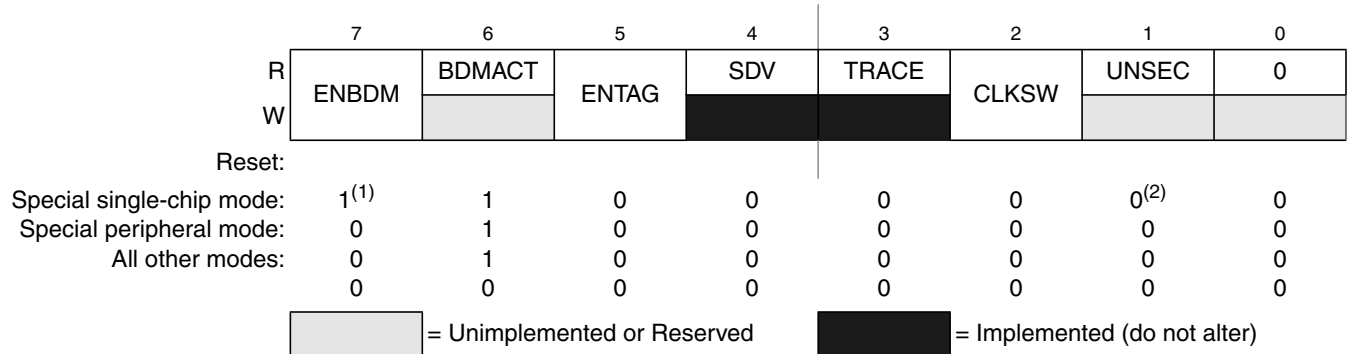 7 6 5 4 3 2 1 0
R ENBDM BDMACT ENTAG SDV TRACE CLKSW UNSEC 0
W
Reset:
Special single-chip mode: 1(1) 1 0 0 0 0 0(2) 0
Special peripheral mode: 0 1 0 0 0 0 0 0
All other modes: 0 1 0 0 0 0 0 0
0 0 0 0 0 0 0 0
= Unimplemented or Reserved = Implemented (do not alter)